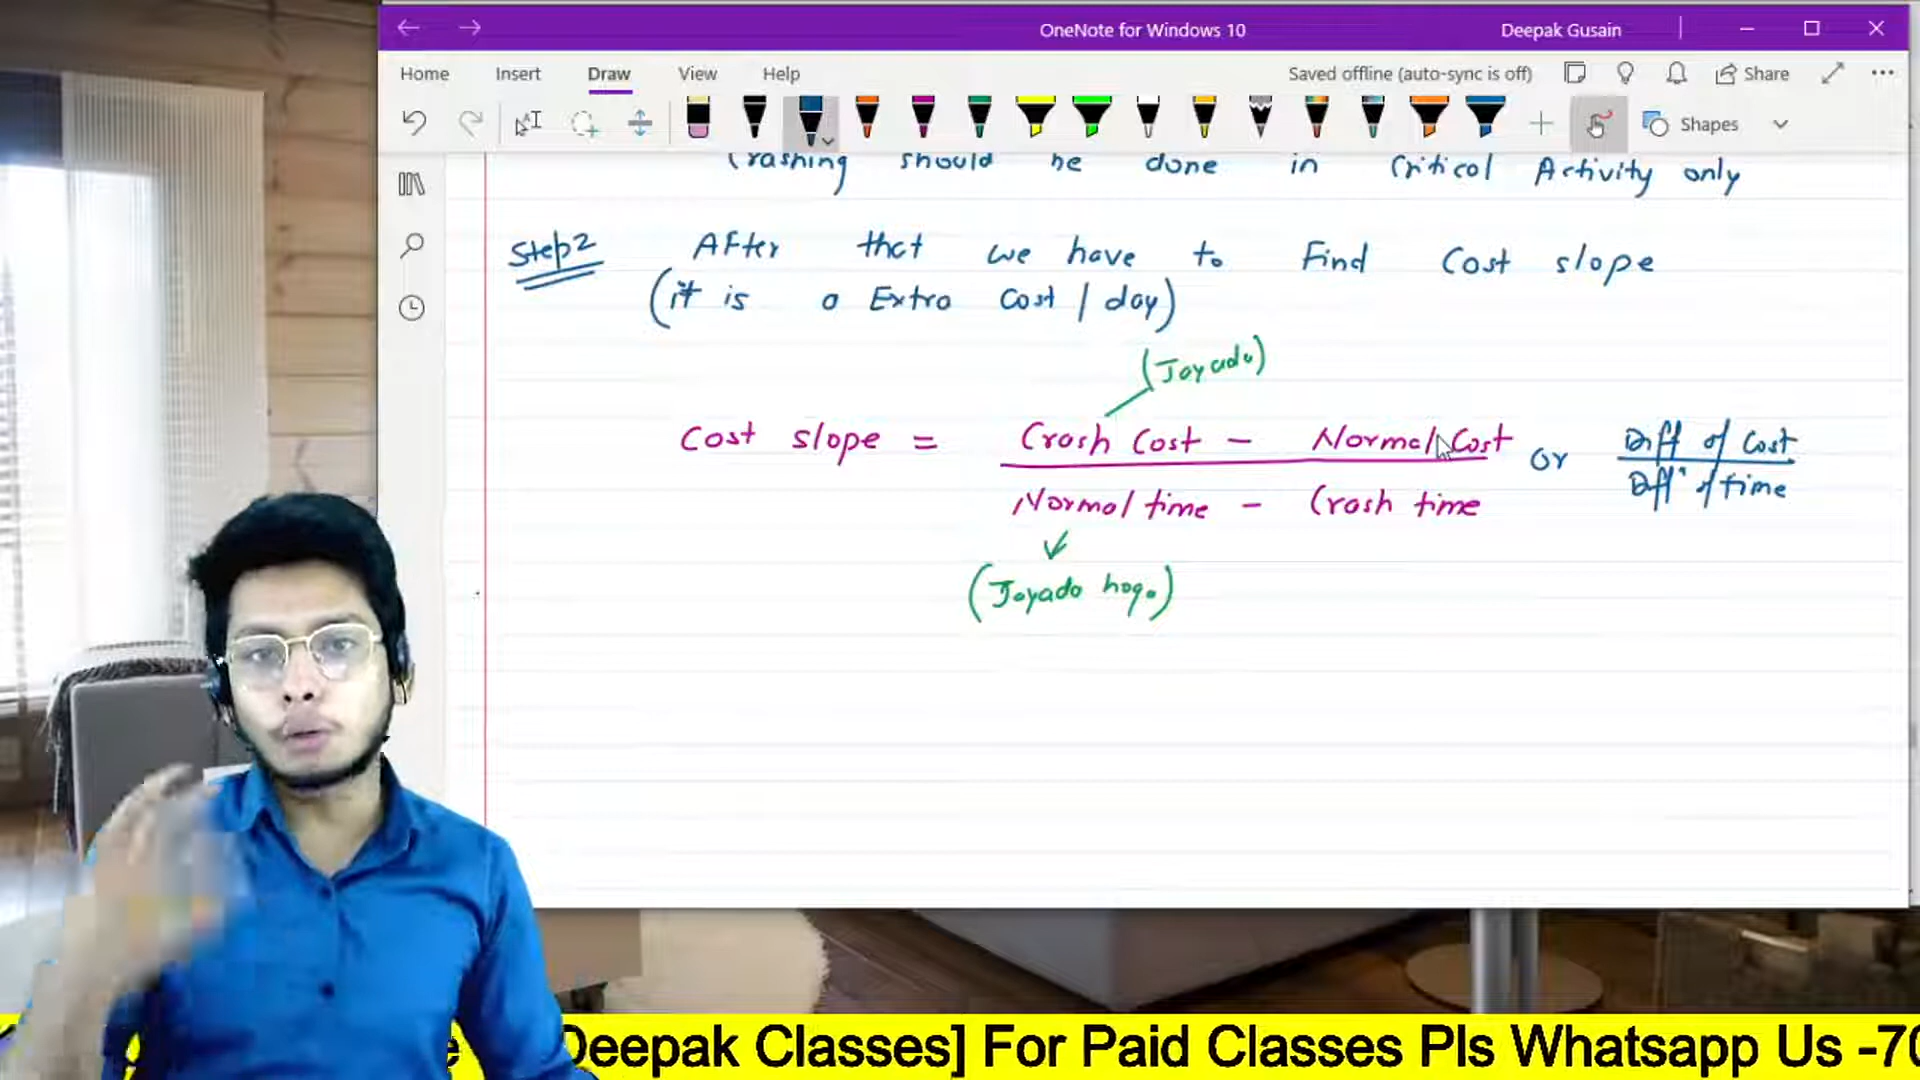 OneNote for Windows 10
Deepak Gusain
Home Insert Draw View Help
Saved offline (auto-sync is off)
Share
Shapes
Crashing should be done in Critical Activity only
Step2 After that we have to Find Cost slope
(it is a Extra Cost / day)
(Jayada)
Cost slope = Crash Cost - Normal Cost or Diff of Cost
Normal time - Crash time Diff of time
(Jayada hoga)
Deepak Classes] For Paid Classes Pls Whatsapp Us -70